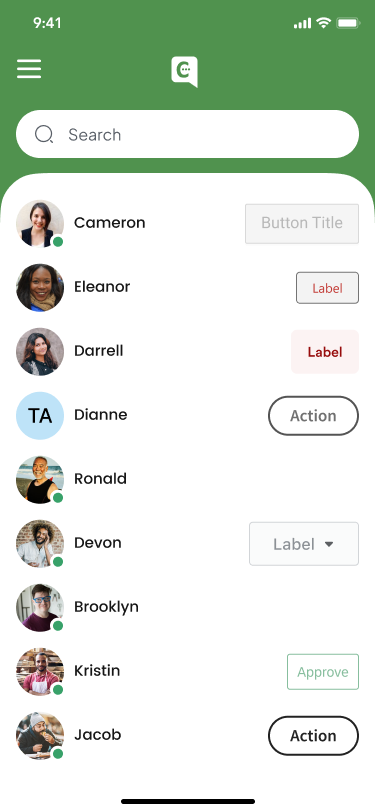 9:41
C
Search
Cameron
Button Title
Eleanor
Label
Darrell
Label
TA
Dianne
Action
Ronald
Devon
Label
Brooklyn
Kristin
Approve
Jacob
Action